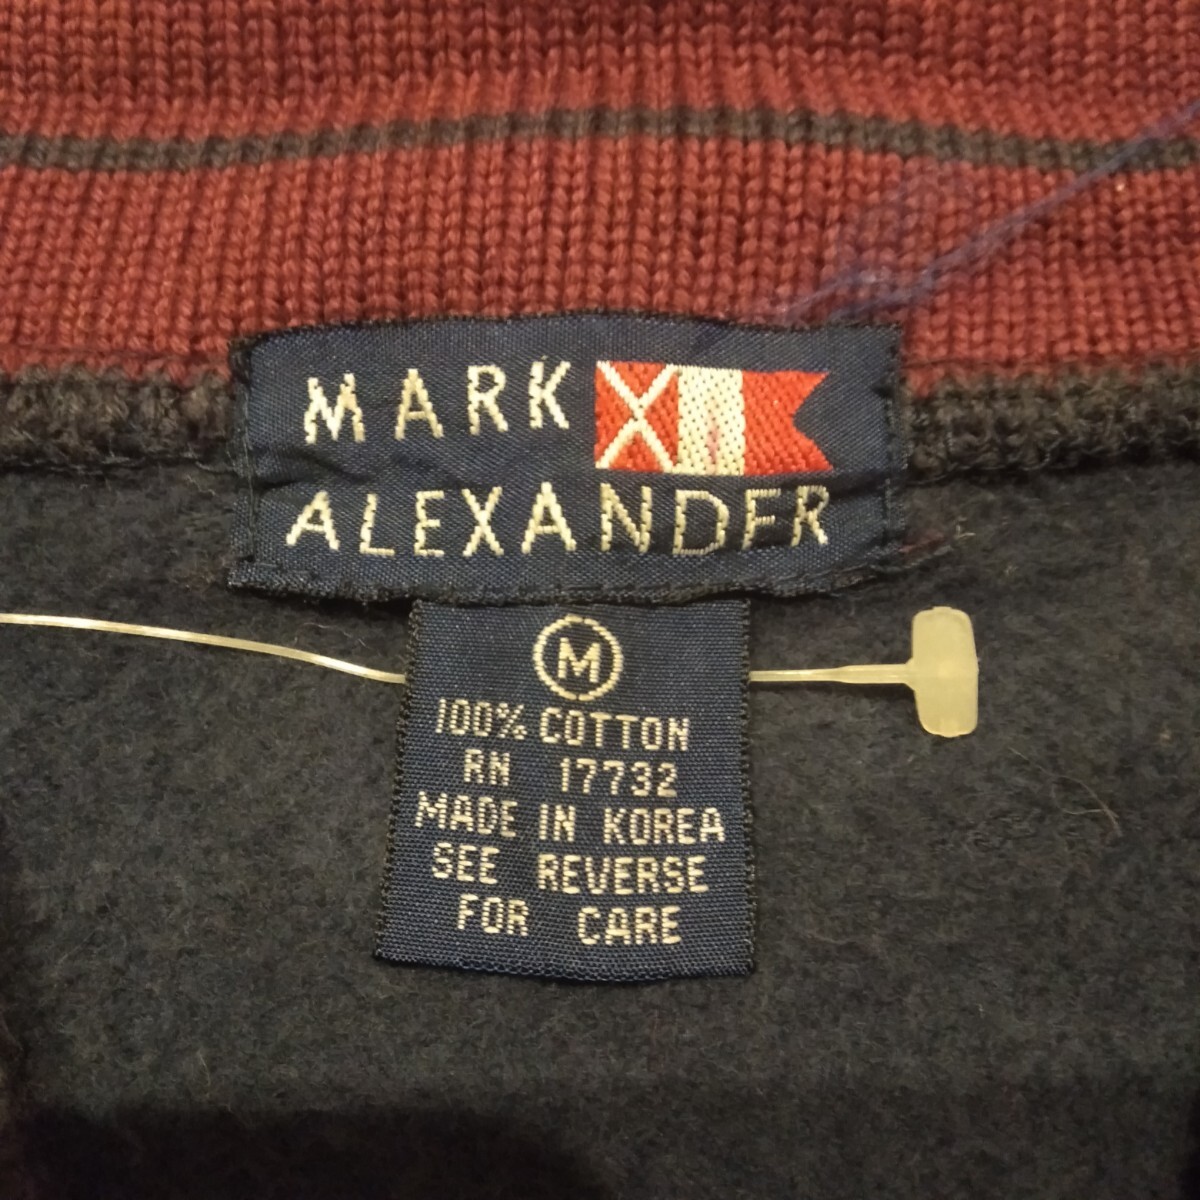 MARK
ALEXANDER
M
100% COTTON
RN 17732
MADE IN KOREA
SEE REVERSE
FOR CARE